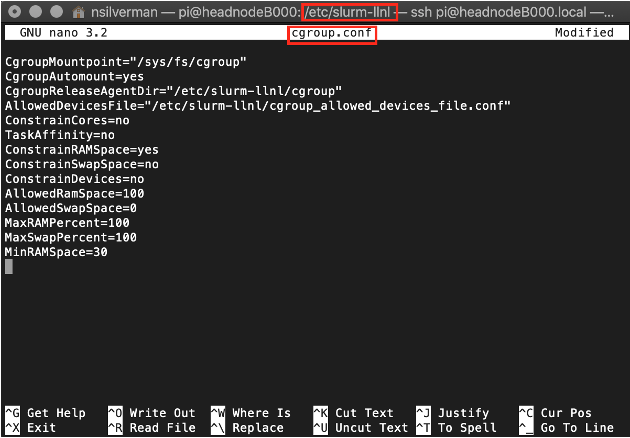 nsilverman — pi@headnodeB000: /etc/slurm-llnl — ssh pi@headnodeB000.local —...
GNU nano 3.2 cgroup.conf Modified
CgroupMountpoint="/sys/fs/cgroup"
CgroupAutomount=yes
CgroupReleaseAgentDir="/etc/slurm-llnl/cgroup"
AllowedDevicesFile="/etc/slurm-llnl/cgroup_allowed_devices_file.conf"
ConstrainCores=no
TaskAffinity=no
ConstrainRAMSpace=yes
ConstrainSwapSpace=no
ConstrainDevices=no
AllowedRamSpace=100
AllowedSwapSpace=0
MaxRAMPercent=100
MaxSwapPercent=100
MinRAMSpace=30
^G Get Help ^O Write Out ^W Where Is ^K Cut Text ^J Justify ^C Cur Pos
^X Exit ^R Read File ^\ Replace ^U Uncut Text ^T To Spell ^_ Go To Line